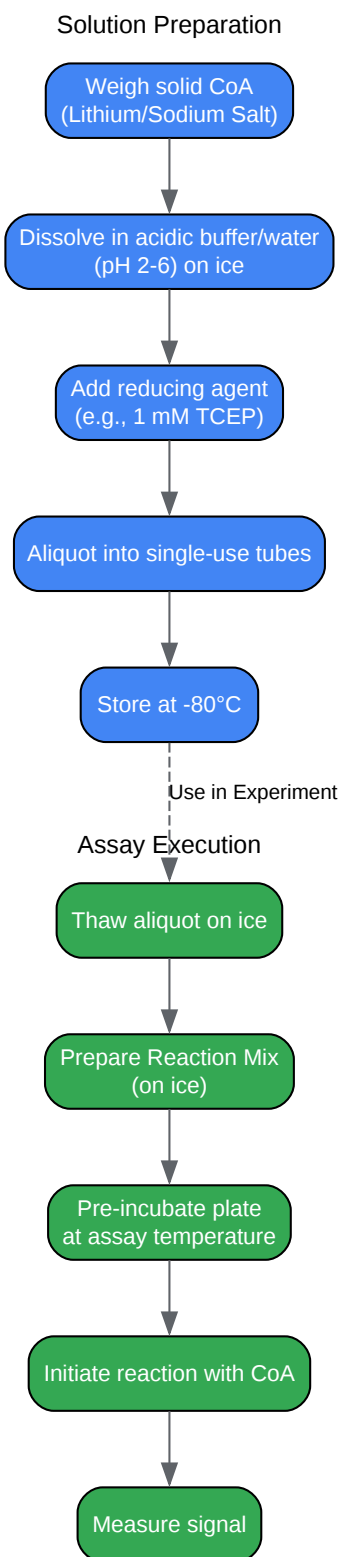 Solution Preparation
Weigh solid CoA
(Lithium/Sodium Salt)
Dissolve in acidic buffer/water
(pH 2-6) on ice
Add reducing agent
(e.g., 1 mM TCEP)
Aliquot into single-use tubes
Store at -80°C
Use in Experiment
Assay Execution
Thaw aliquot on ice
Prepare Reaction Mix
(on ice)
Pre-incubate plate
at assay temperature
Initiate reaction with CoA
Measure signal